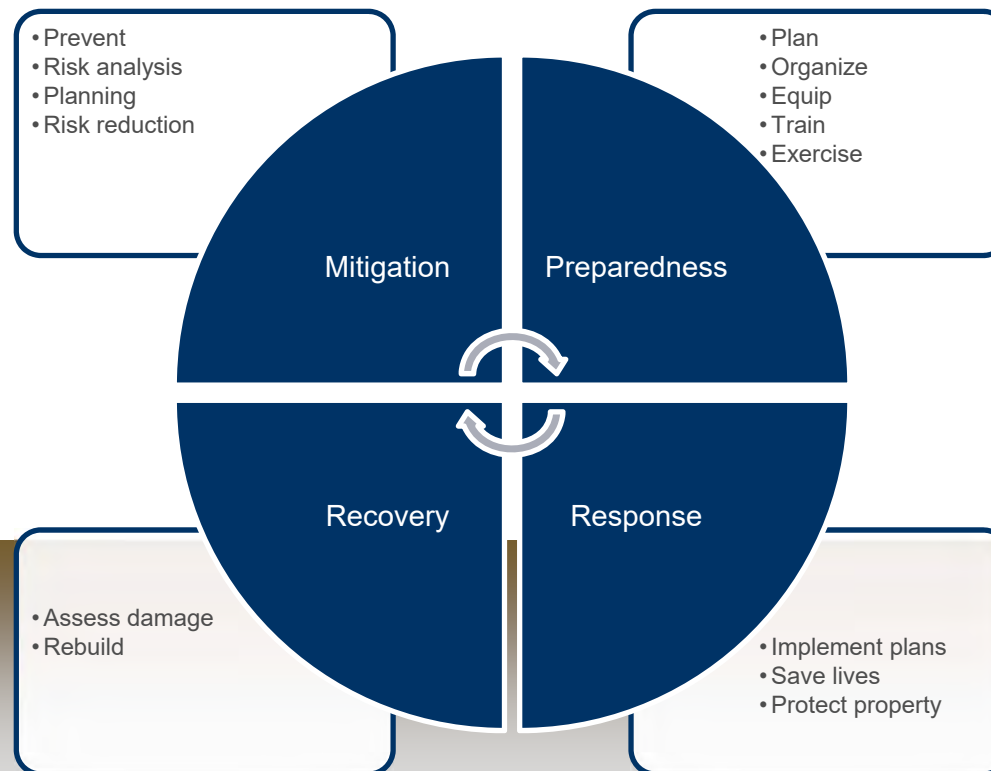 • Prevent
• Risk analysis
• Planning
• Risk reduction
• Plan
• Organize
• Equip
• Train
• Exercise
Mitigation
Preparedness
Recovery
Response
• Assess damage
• Rebuild
• Implement plans
• Save lives
• Protect property